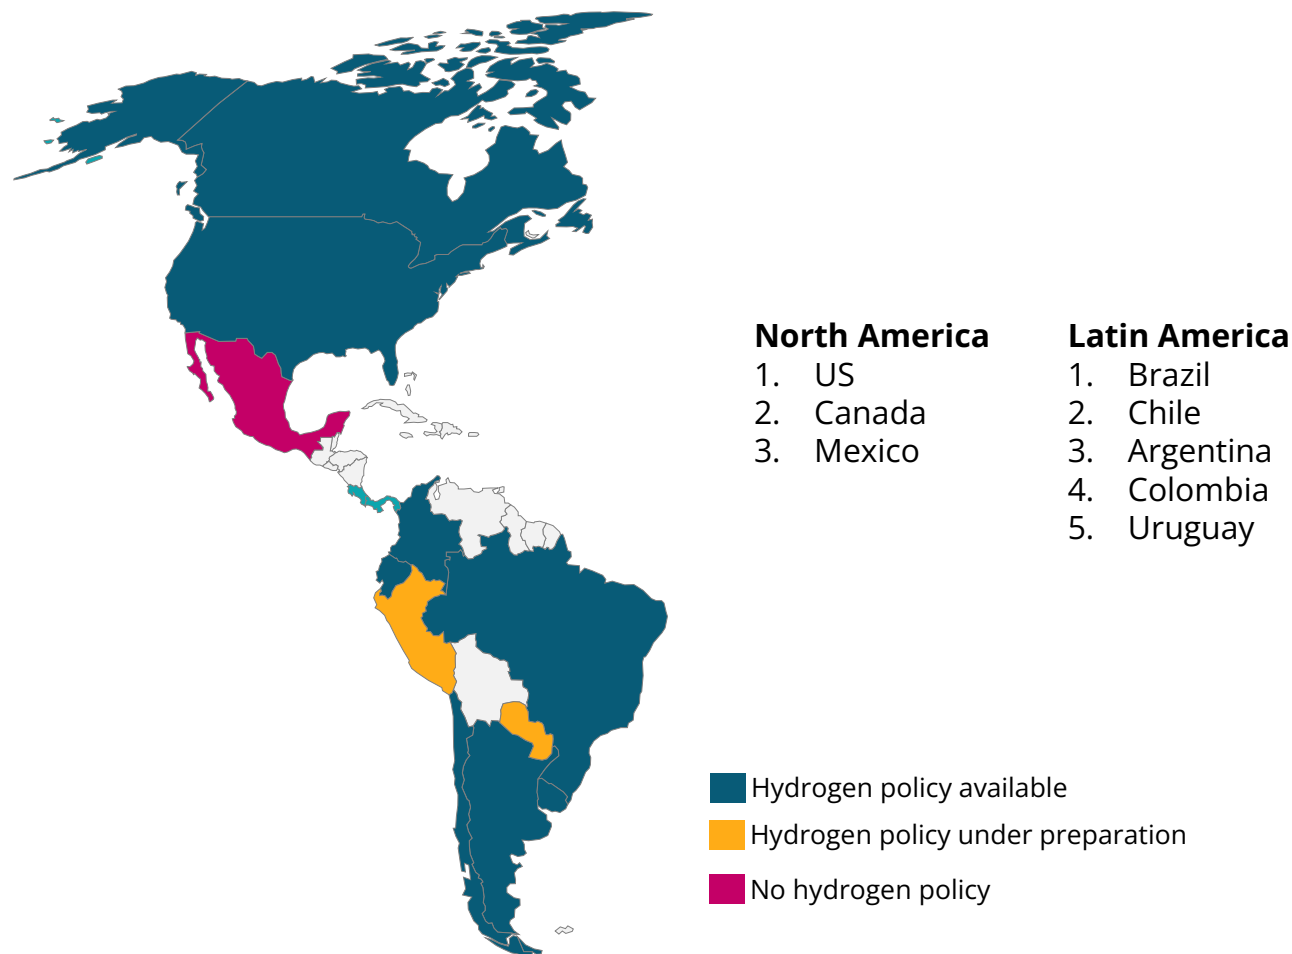 North America
1. US
2. Canada
3. Mexico
Latin America
1. Brazil
2. Chile
3. Argentina
4. Colombia
5. Uruguay
Hydrogen policy available
Hydrogen policy under preparation
No hydrogen policy